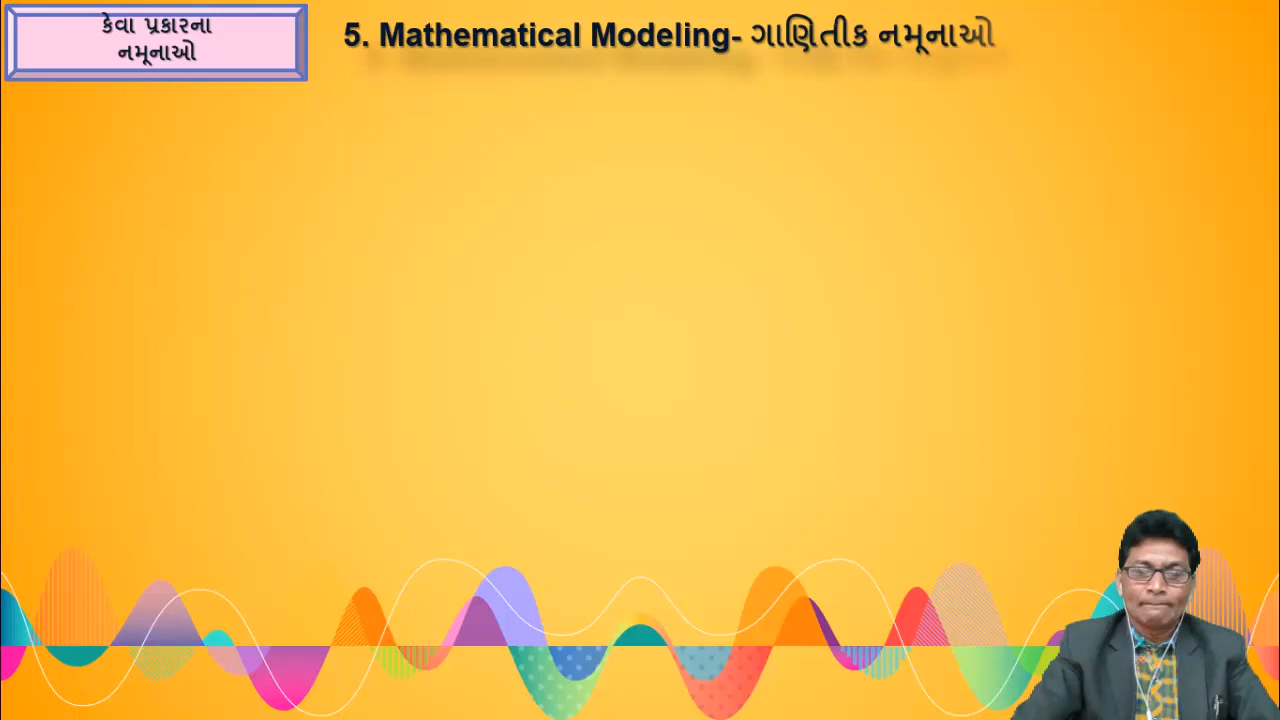 કેવા પ્રકારના
નમૂનાઓ
5. Mathematical Modeling- ગાણિતીક નમૂનાઓ